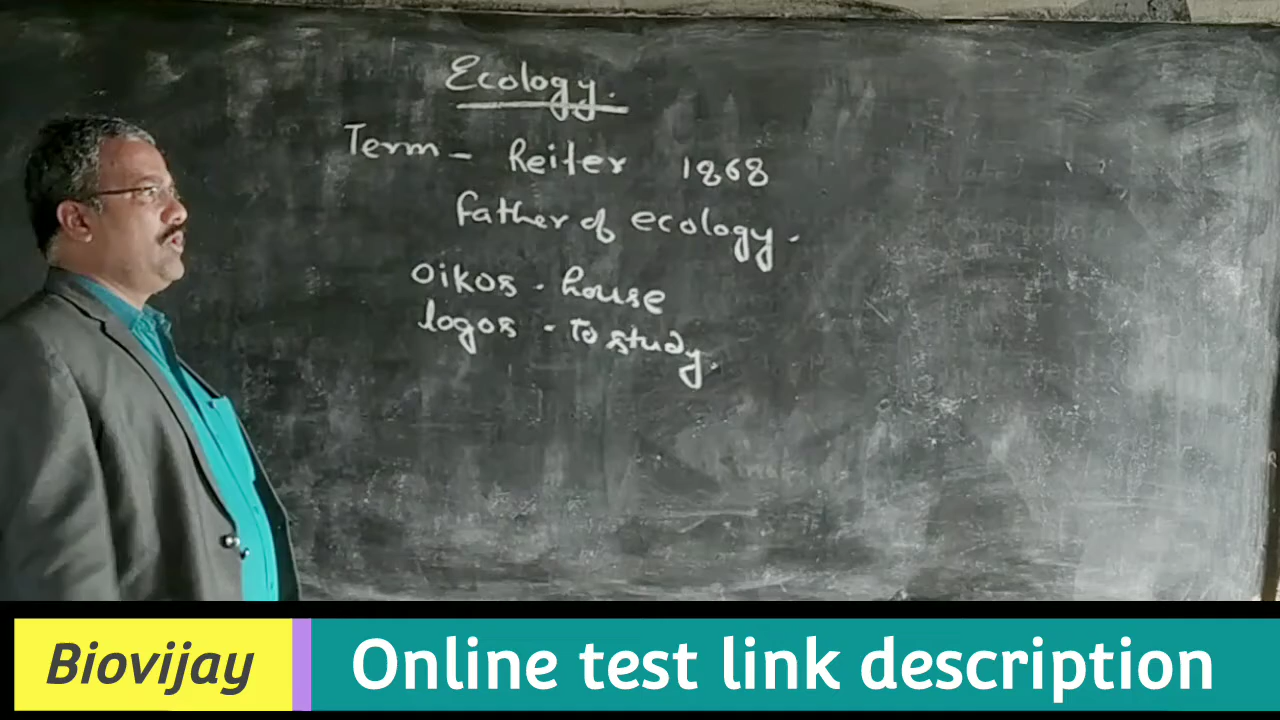 Ecology.
Term - Reiter 1868
Father of ecology.
Oikos - house
logos - To study.
Biovijay
Online test link description